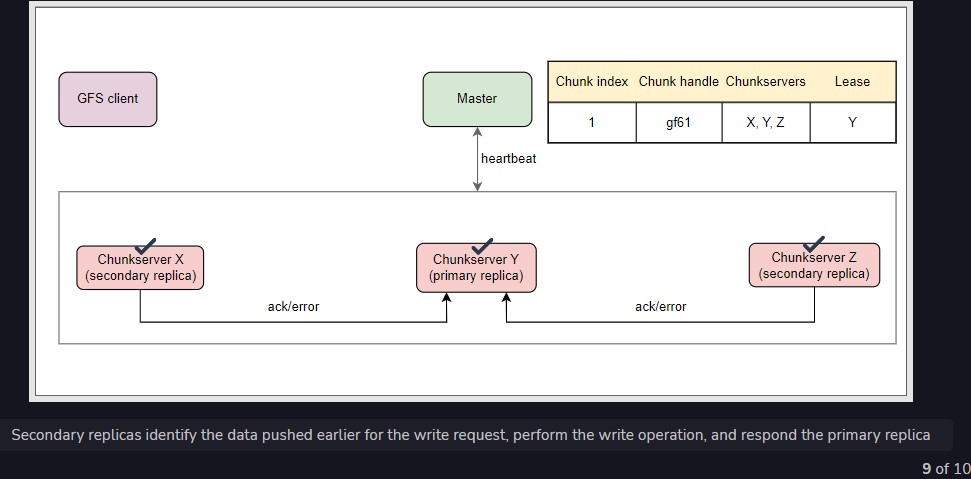 GFS client
Master
Chunk index Chunk handle Chunkservers Lease
1 gf61 X, Y, Z Y
heartbeat
Chunkserver X
(secondary replica)
Chunkserver Y
(primary replica)
Chunkserver Z
(secondary replica)
ack/error
ack/error
Secondary replicas identify the data pushed earlier for the write request, perform the write operation, and respond the primary replica
9 of 10